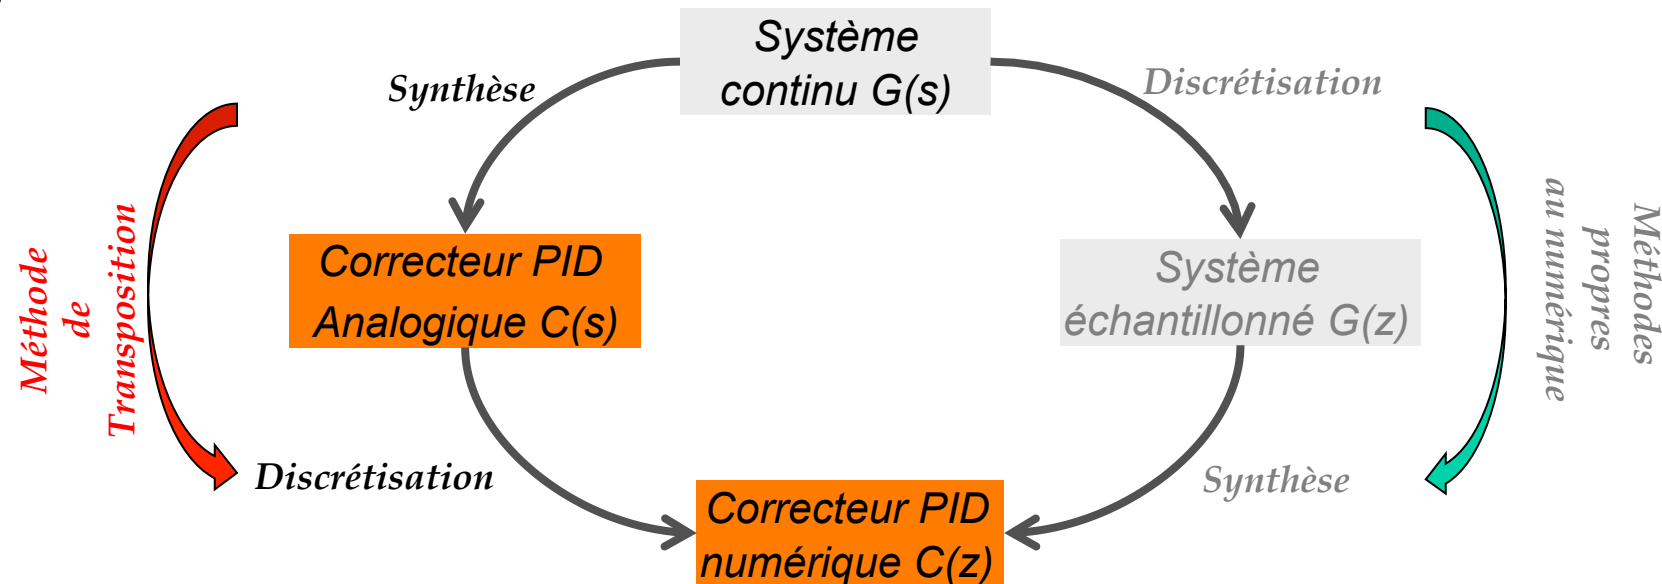 Système
continu G(s)
Synthèse
Discrétisation
Méthode
de
Transposition
Correcteur PID
Analogique C(s)
Système
échantillonné G(z)
Méthodes
propres
au numérique
Discrétisation
Synthèse
Correcteur PID
numérique C(z)